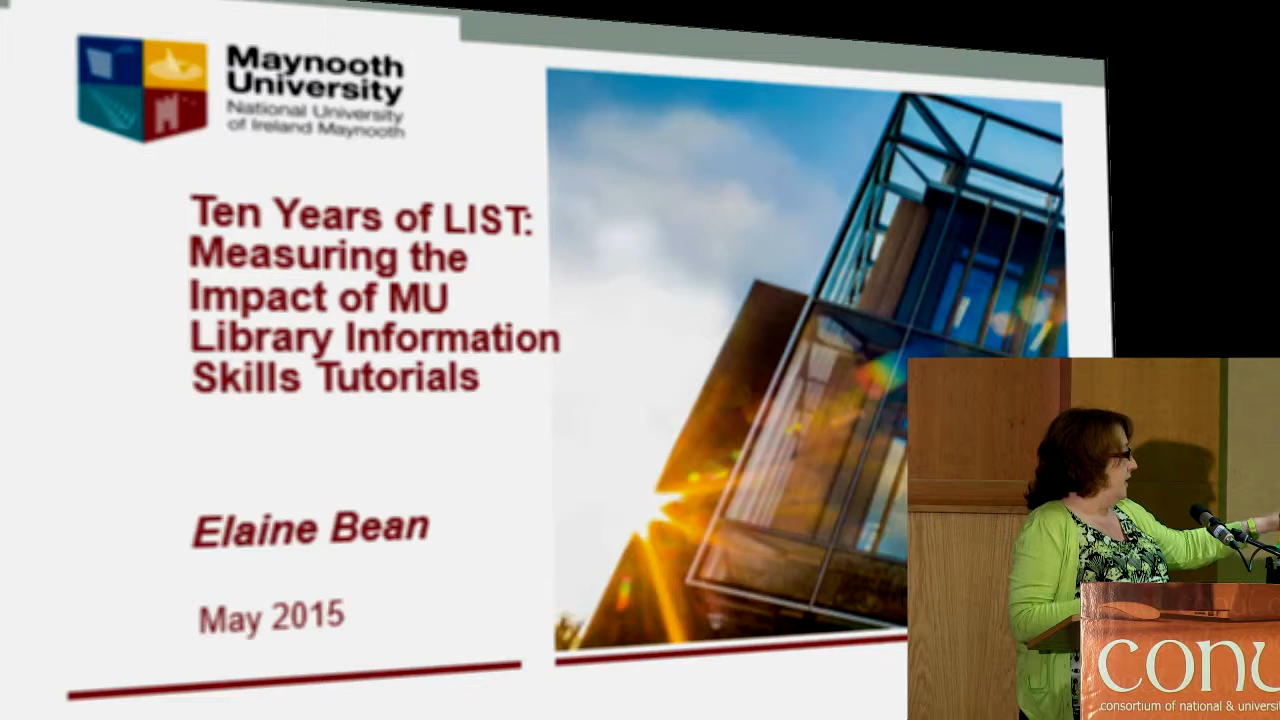 Maynooth
University
National University
of Ireland Maynooth
Ten Years of LIST:
Measuring the
Impact of MU
Library Information
Skills Tutorials
Elaine Bean
May 2015
conu
consortium of national & universi